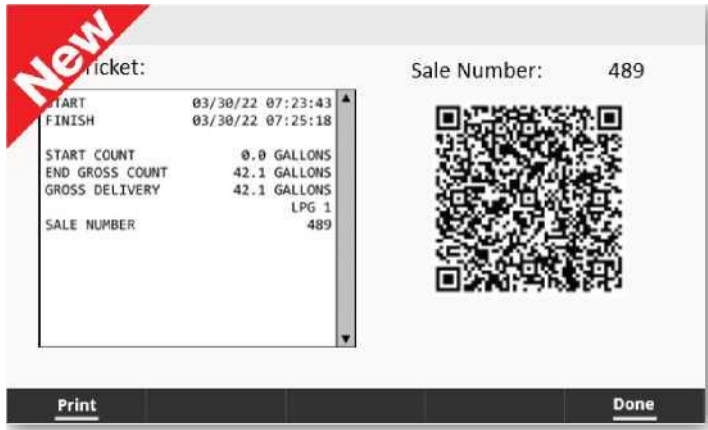 New
icket:
Sale Number: 489
START 03/30/22 07:23:43
FINISH 03/30/22 07:25:18
START COUNT 0.0 GALLONS
END GROSS COUNT 42.1 GALLONS
GROSS DELIVERY 42.1 GALLONS
LPG 1
SALE NUMBER 489
Print
Done